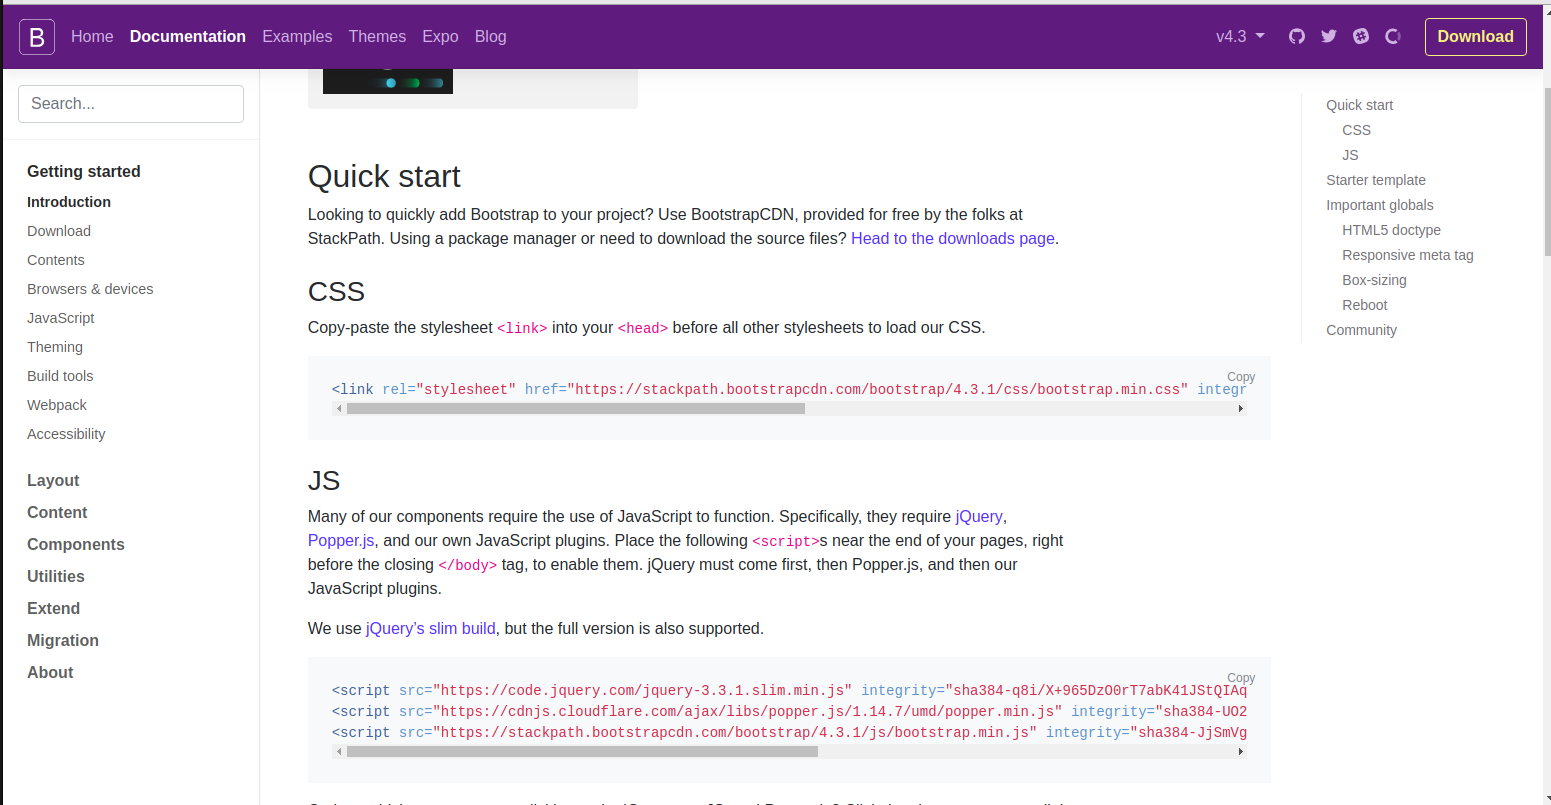 B Home Documentation Examples Themes Expo Blog v4.3 Download
Search...
Getting started
Introduction
Download
Contents
Browsers & devices
JavaScript
Theming
Build tools
Webpack
Accessibility
Layout
Content
Components
Utilities
Extend
Migration
About
Quick start
Looking to quickly add Bootstrap to your project? Use BootstrapCDN, provided for free by the folks at
StackPath. Using a package manager or need to download the source files? Head to the downloads page.
CSS
Copy-paste the stylesheet <link> into your <head> before all other stylesheets to load our CSS.
Copy
<link rel="stylesheet" href="https://stackpath.bootstrapcdn.com/bootstrap/4.3.1/css/bootstrap.min.css" integr
JS
Many of our components require the use of JavaScript to function. Specifically, they require jQuery,
Popper.js, and our own JavaScript plugins. Place the following <script>s near the end of your pages, right
before the closing </body> tag, to enable them. jQuery must come first, then Popper.js, and then our
JavaScript plugins.
We use jQuery’s slim build, but the full version is also supported.
Copy
<script src="https://code.jquery.com/jquery-3.3.1.slim.min.js" integrity="sha384-q8i/X+965DzO0rT7abK41JStQIAq
<script src="https://cdnjs.cloudflare.com/ajax/libs/popper.js/1.14.7/umd/popper.min.js" integrity="sha384-UO2
<script src="https://stackpath.bootstrapcdn.com/bootstrap/4.3.1/js/bootstrap.min.js" integrity="sha384-JjSmVg
Quick start
CSS
JS
Starter template
Important globals
HTML5 doctype
Responsive meta tag
Box-sizing
Reboot
Community